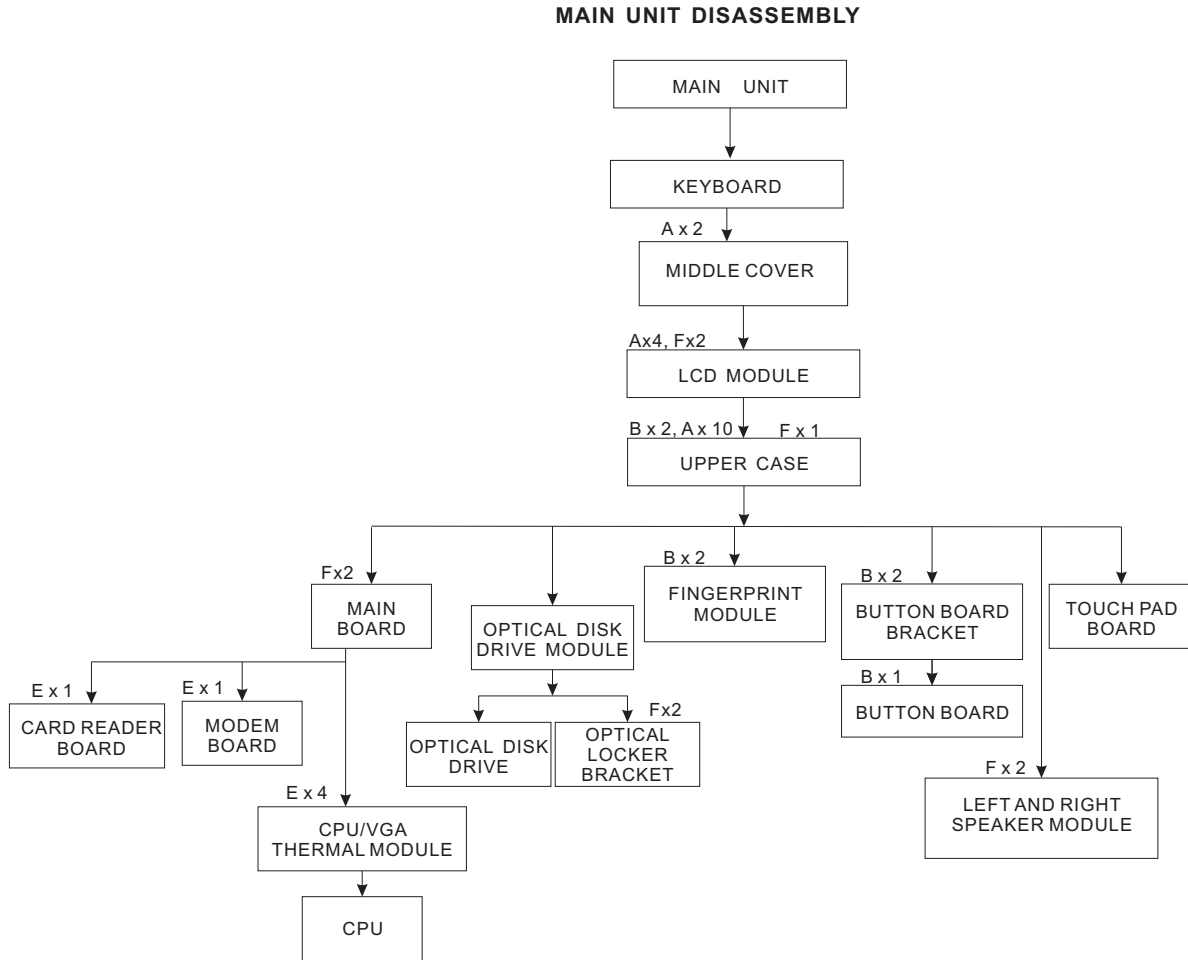 MAIN UNIT DISASSEMBLY
MAIN UNIT
KEYBOARD
A x 2
MIDDLE COVER
Ax4, Fx2
LCD MODULE
B x 2, A x 10 F x 1
UPPER CASE
Fx2
MAIN
BOARD
OPTICAL DISK
DRIVE MODULE
B x 2
FINGERPRINT
MODULE
B x 2
BUTTON BOARD
BRACKET
TOUCH PAD
BOARD
E x 1
CARD READER
BOARD
E x 1
MODEM
BOARD
OPTICAL DISK
DRIVE
Fx2
OPTICAL
LOCKER
BRACKET
B x 1
BUTTON BOARD
E x 4
CPU/VGA
THERMAL MODULE
F x 2
LEFT AND RIGHT
SPEAKER MODULE
CPU